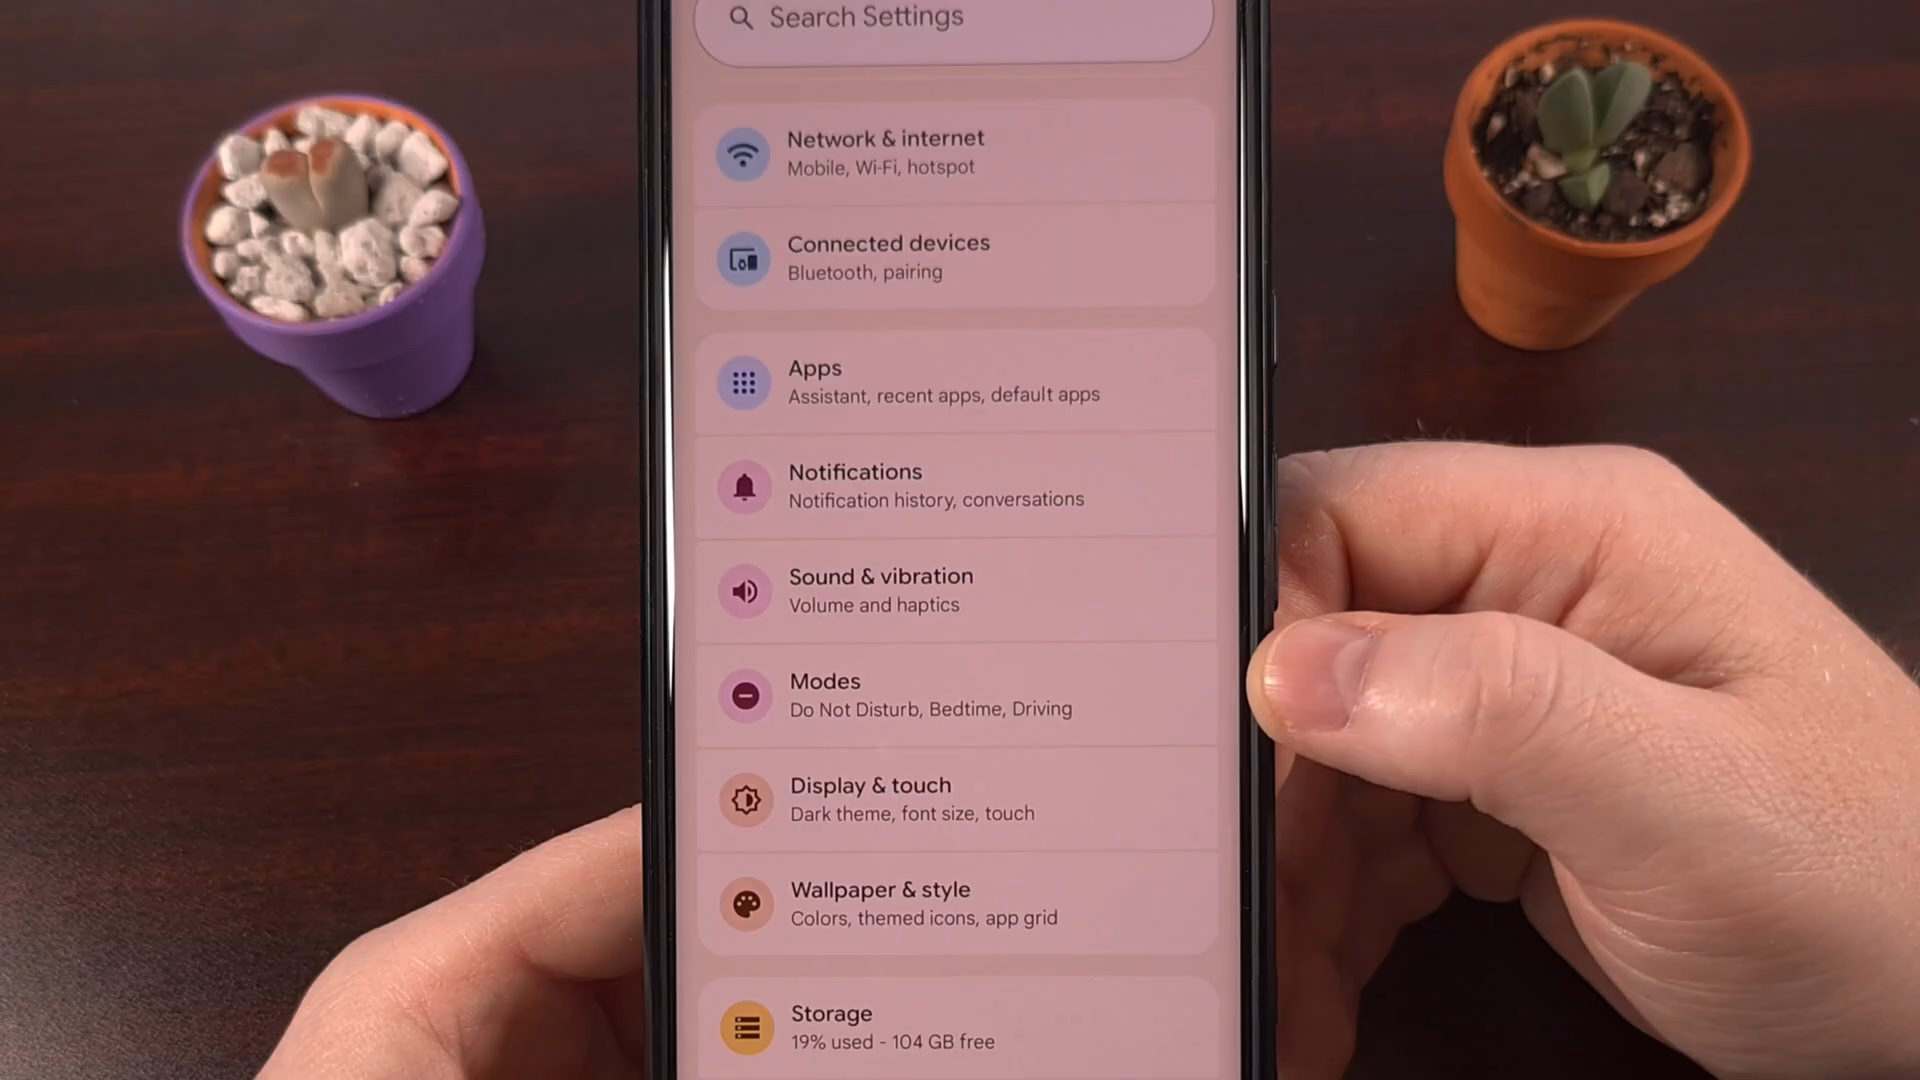 Search Settings
Network & internet
Mobile, Wi-Fi, hotspot
Connected devices
Bluetooth, pairing
Apps
Assistant, recent apps, default apps
Notifications
Notification history, conversations
Sound & vibration
Volume and haptics
Modes
Do Not Disturb, Bedtime, Driving
Display & touch
Dark theme, font size, touch
Wallpaper & style
Colors, themed icons, app grid
Storage
19% used - 104 GB free